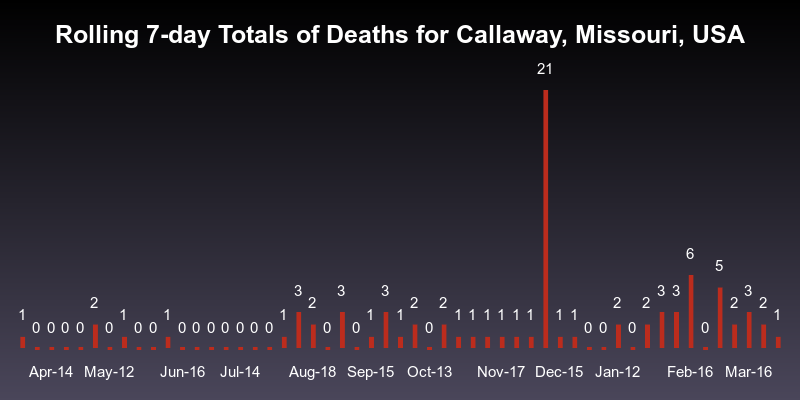 Rolling 7-day Totals of Deaths for Callaway, Missouri, USA
1 0 0 0 0 2 0 1 0 0 1 0 0 0 0 0 0 0 1 3 2 0 3 0 1 3 1 2 0 2 1 1 1 1 1 1 21 1 1 0 0 2 0 2 3 3 6 0 5 2 3 2 1
Apr-14 May-12 Jun-16 Jul-14 Aug-18 Sep-15 Oct-13 Nov-17 Dec-15 Jan-12 Feb-16 Mar-16